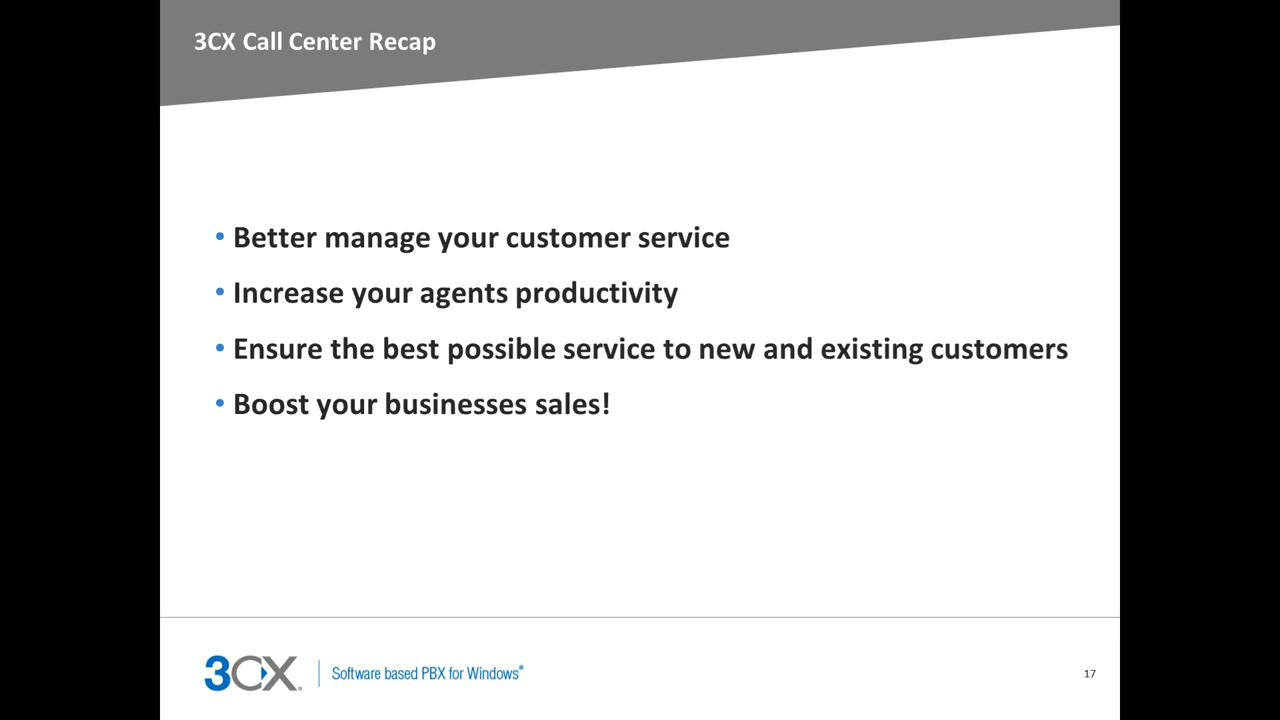 3CX Call Center Recap
• Better manage your customer service
• Increase your agents productivity
• Ensure the best possible service to new and existing customers
• Boost your businesses sales!
3CX® Software based PBX for Windows®
17